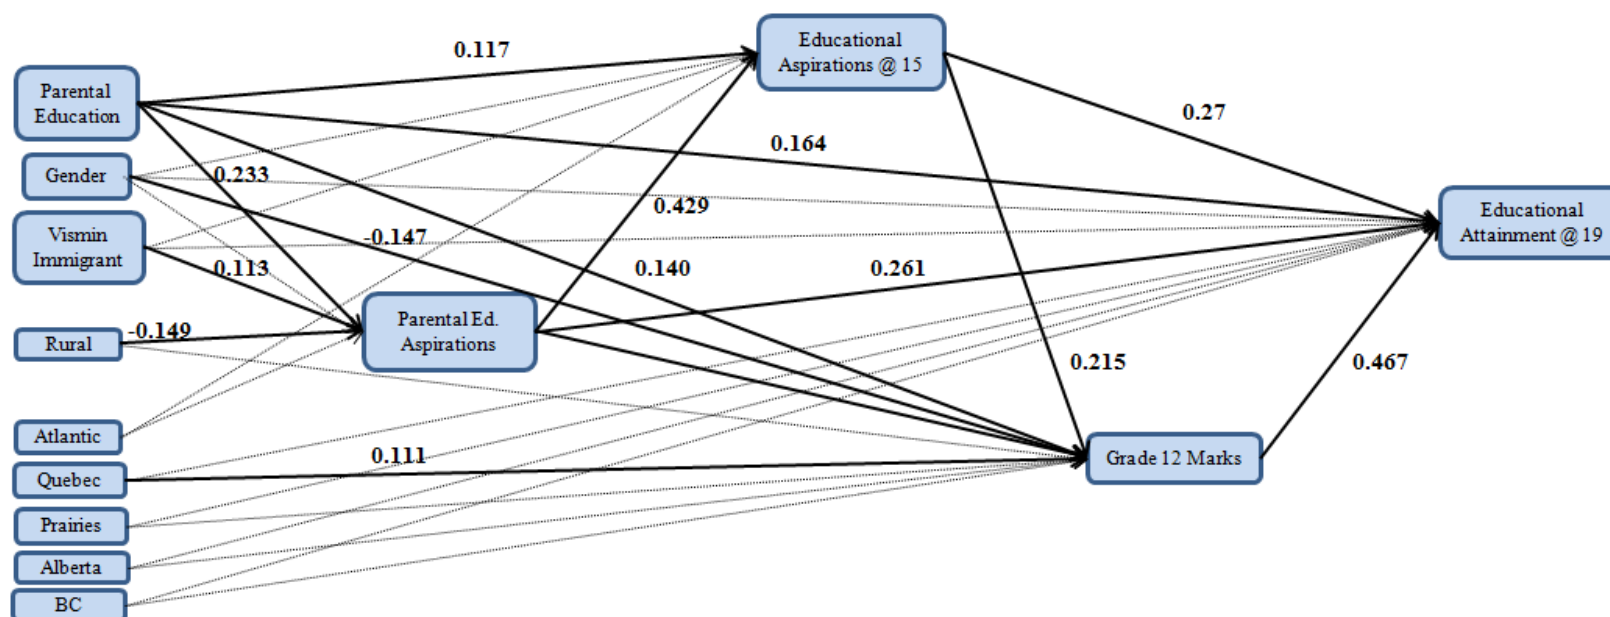 Educational
Aspirations @ 15
0.117
Parental
Education
0.27
0.164
Gender
0.233
0.429
Educational
Attainment @ 19
Vismin
Immigrant
-0.147
0.113
0.140
0.261
Parental Ed.
Aspirations
-0.149
Rural
0.215
0.467
Atlantic
0.111
Grade 12 Marks
Quebec
Prairies
Alberta
BC